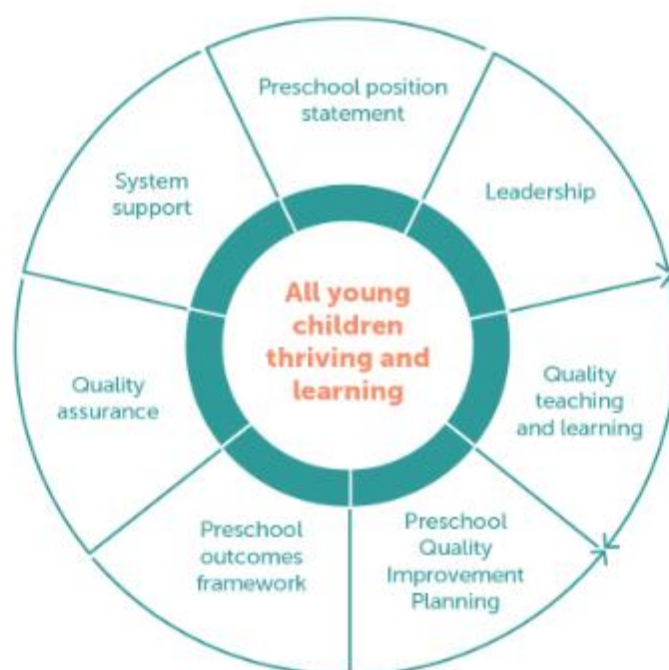 Preschool position
statement
Leadership
Quality
teaching
and learning
Preschool
Quality
Improvement
Planning
Preschool
outcomes
framework
Quality
assurance
System
support
All young
children
thriving and
learning